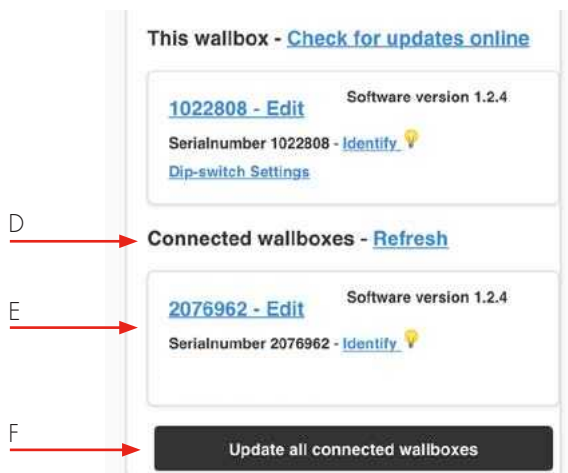 This wallbox - Check for updates online
1022808 - Edit Software version 1.2.4
Serialnumber 1022808 - Identify
Dip-switch Settings
D
Connected wallboxes - Refresh
2076962 - Edit Software version 1.2.4
E
Serialnumber 2076962 - Identify
F
Update all connected wallboxes